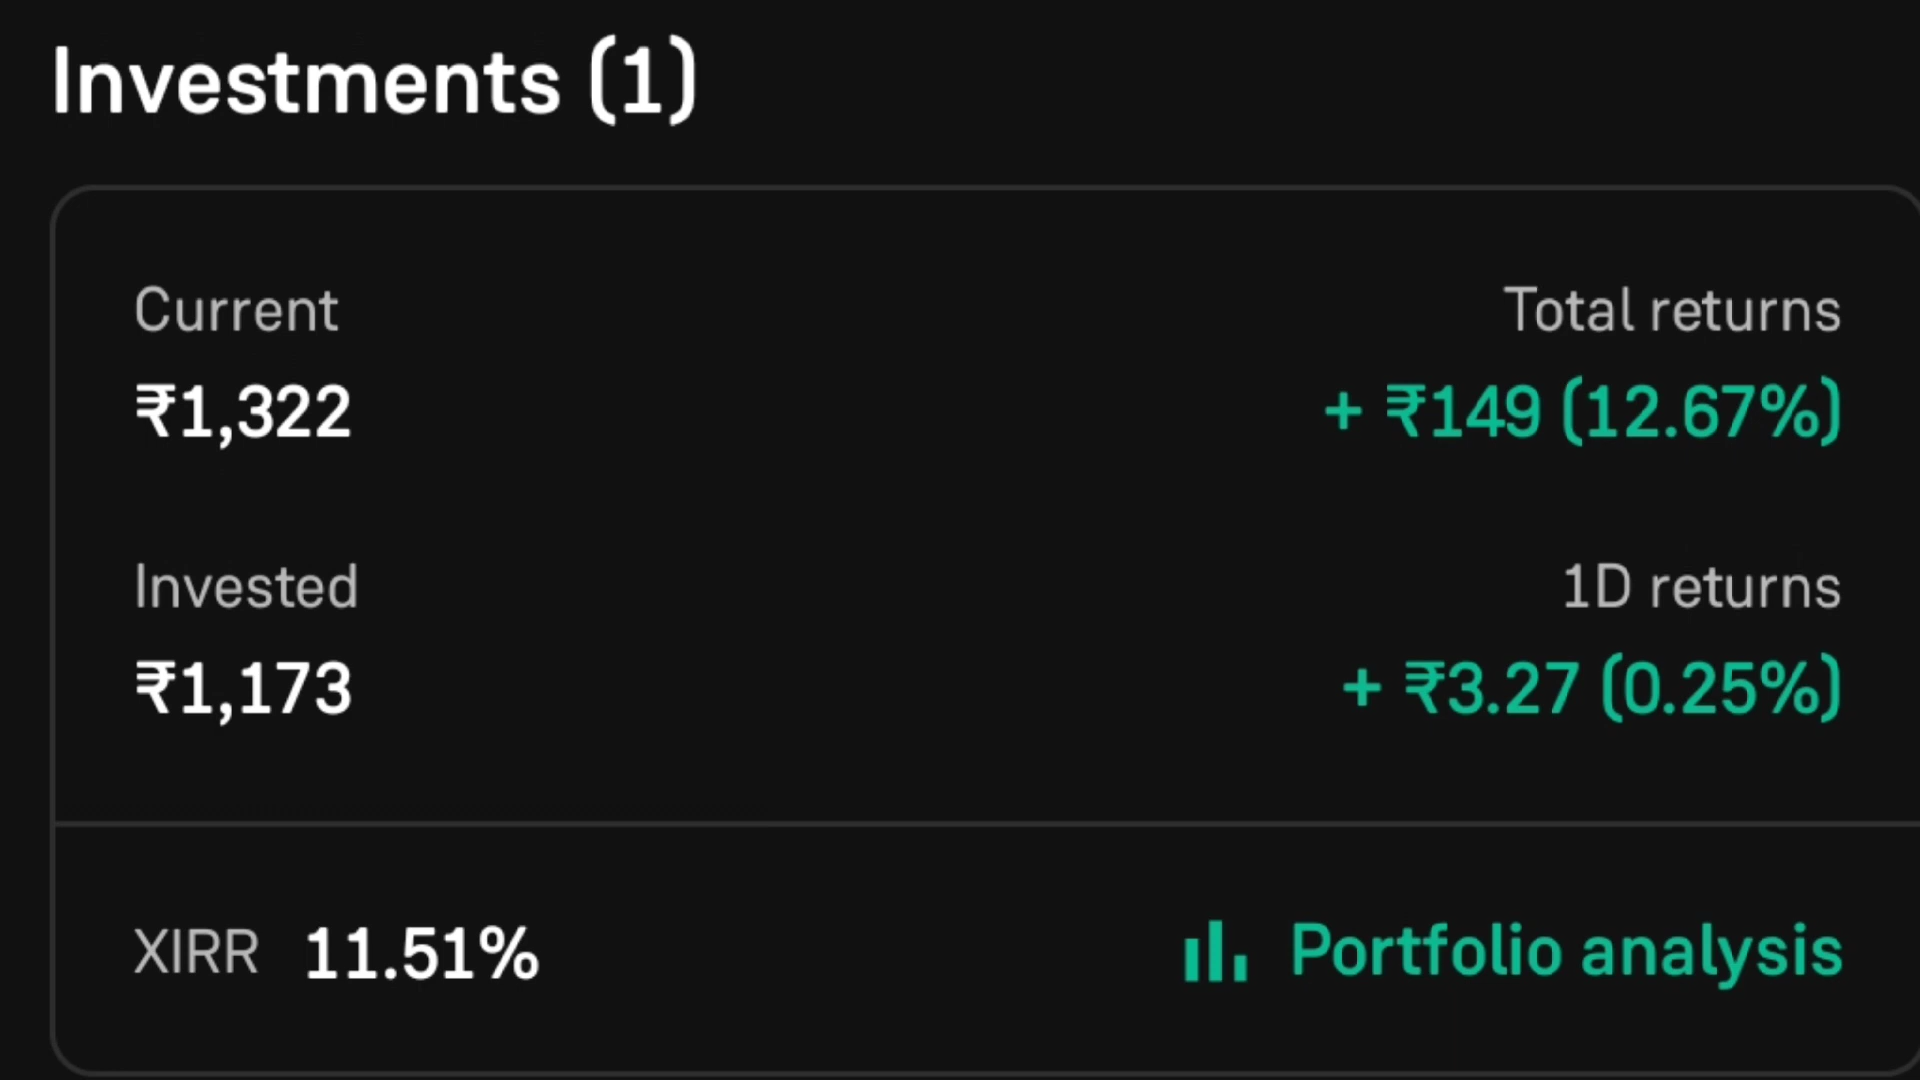 Investments (1)
Current
Total returns
₹1,322
+ ₹149 (12.67%)
Invested
1D returns
₹1,173
+ ₹3.27 (0.25%)
XIRR 11.51%
Portfolio analysis